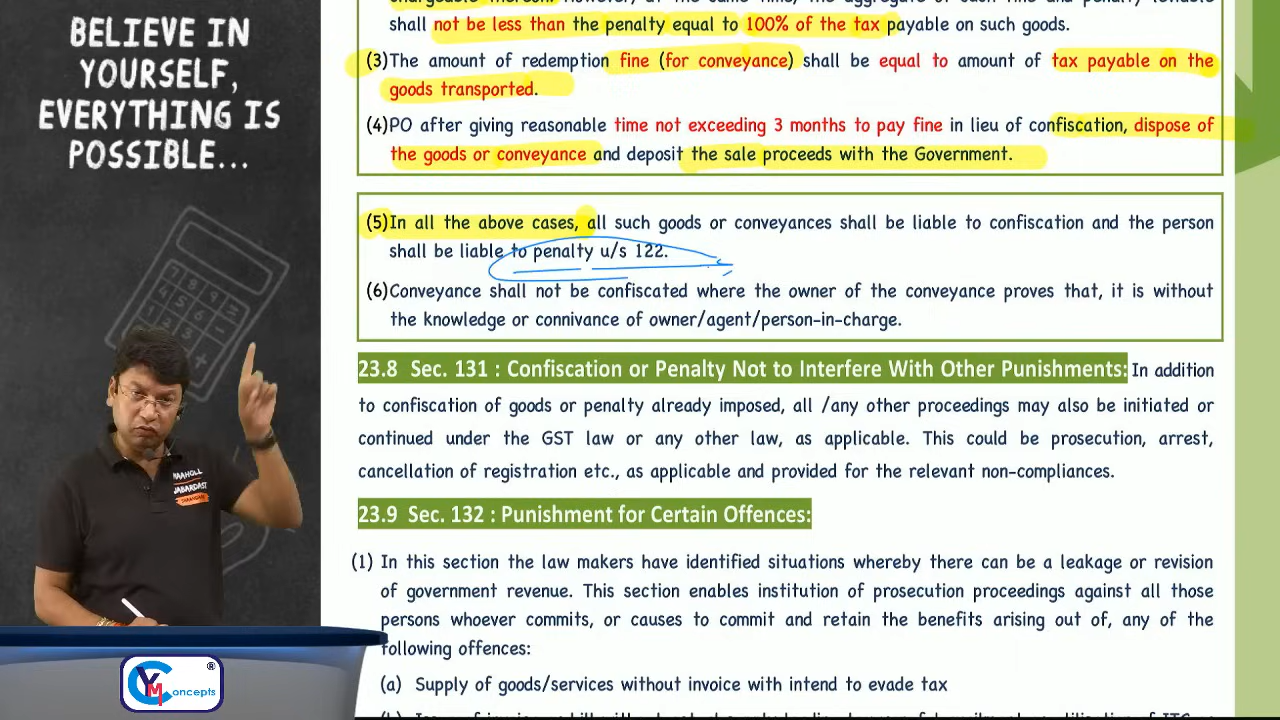 BELIEVE IN
YOURSELF,
EVERYTHING IS
POSSIBLE...
shall not be less than the penalty equal to 100% of the tax payable on such goods.
(3)The amount of redemption fine (for conveyance) shall be equal to amount of tax payable on the
goods transported.
(4)PO after giving reasonable time not exceeding 3 months to pay fine in lieu of confiscation, dispose of
the goods or conveyance and deposit the sale proceeds with the Government.
(5)In all the above cases, all such goods or conveyances shall be liable to confiscation and the person
shall be liable to penalty u/s 122.
(6)Conveyance shall not be confiscated where the owner of the conveyance proves that, it is without
the knowledge or connivance of owner/agent/person-in-charge.
23.8 Sec. 131 : Confiscation or Penalty Not to Interfere With Other Punishments: In addition
to confiscation of goods or penalty already imposed, all /any other proceedings may also be initiated or
continued under the GST law or any other law, as applicable. This could be prosecution, arrest,
cancellation of registration etc., as applicable and provided for the relevant non-compliances.
23.9 Sec. 132 : Punishment for Certain Offences:
(1) In this section the law makers have identified situations whereby there can be a leakage or revision
of government revenue. This section enables institution of prosecution proceedings against all those
persons whoever commits, or causes to commit and retain the benefits arising out of, any of the
following offences:
(a) Supply of goods/services without invoice with intend to evade tax
MAAHOLL
JABARDAST
YM Concepts ®